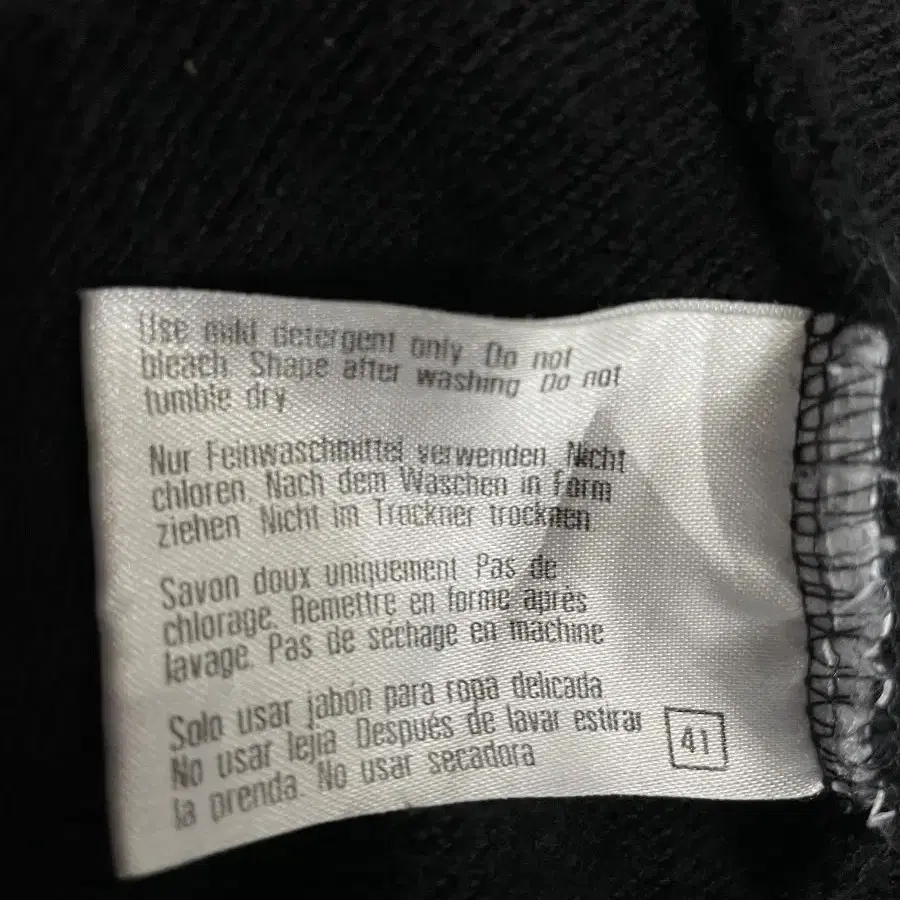 Use mild detergent only. Do not
bleach. Shape after washing. Do not
tumble dry
Nur Feinwaschmittel verwenden. Nicht
chloren. Nach dem Waschen in Form
ziehen. Nicht im Trockner trocknen
Savon doux uniquement. Pas de
chlorage. Remettre en forme après
lavage. Pas de séchage en machine
Solo usar jabón para ropa delicada
No usar lejia. Después de lavar estirar
la prenda. No usar secadora
41